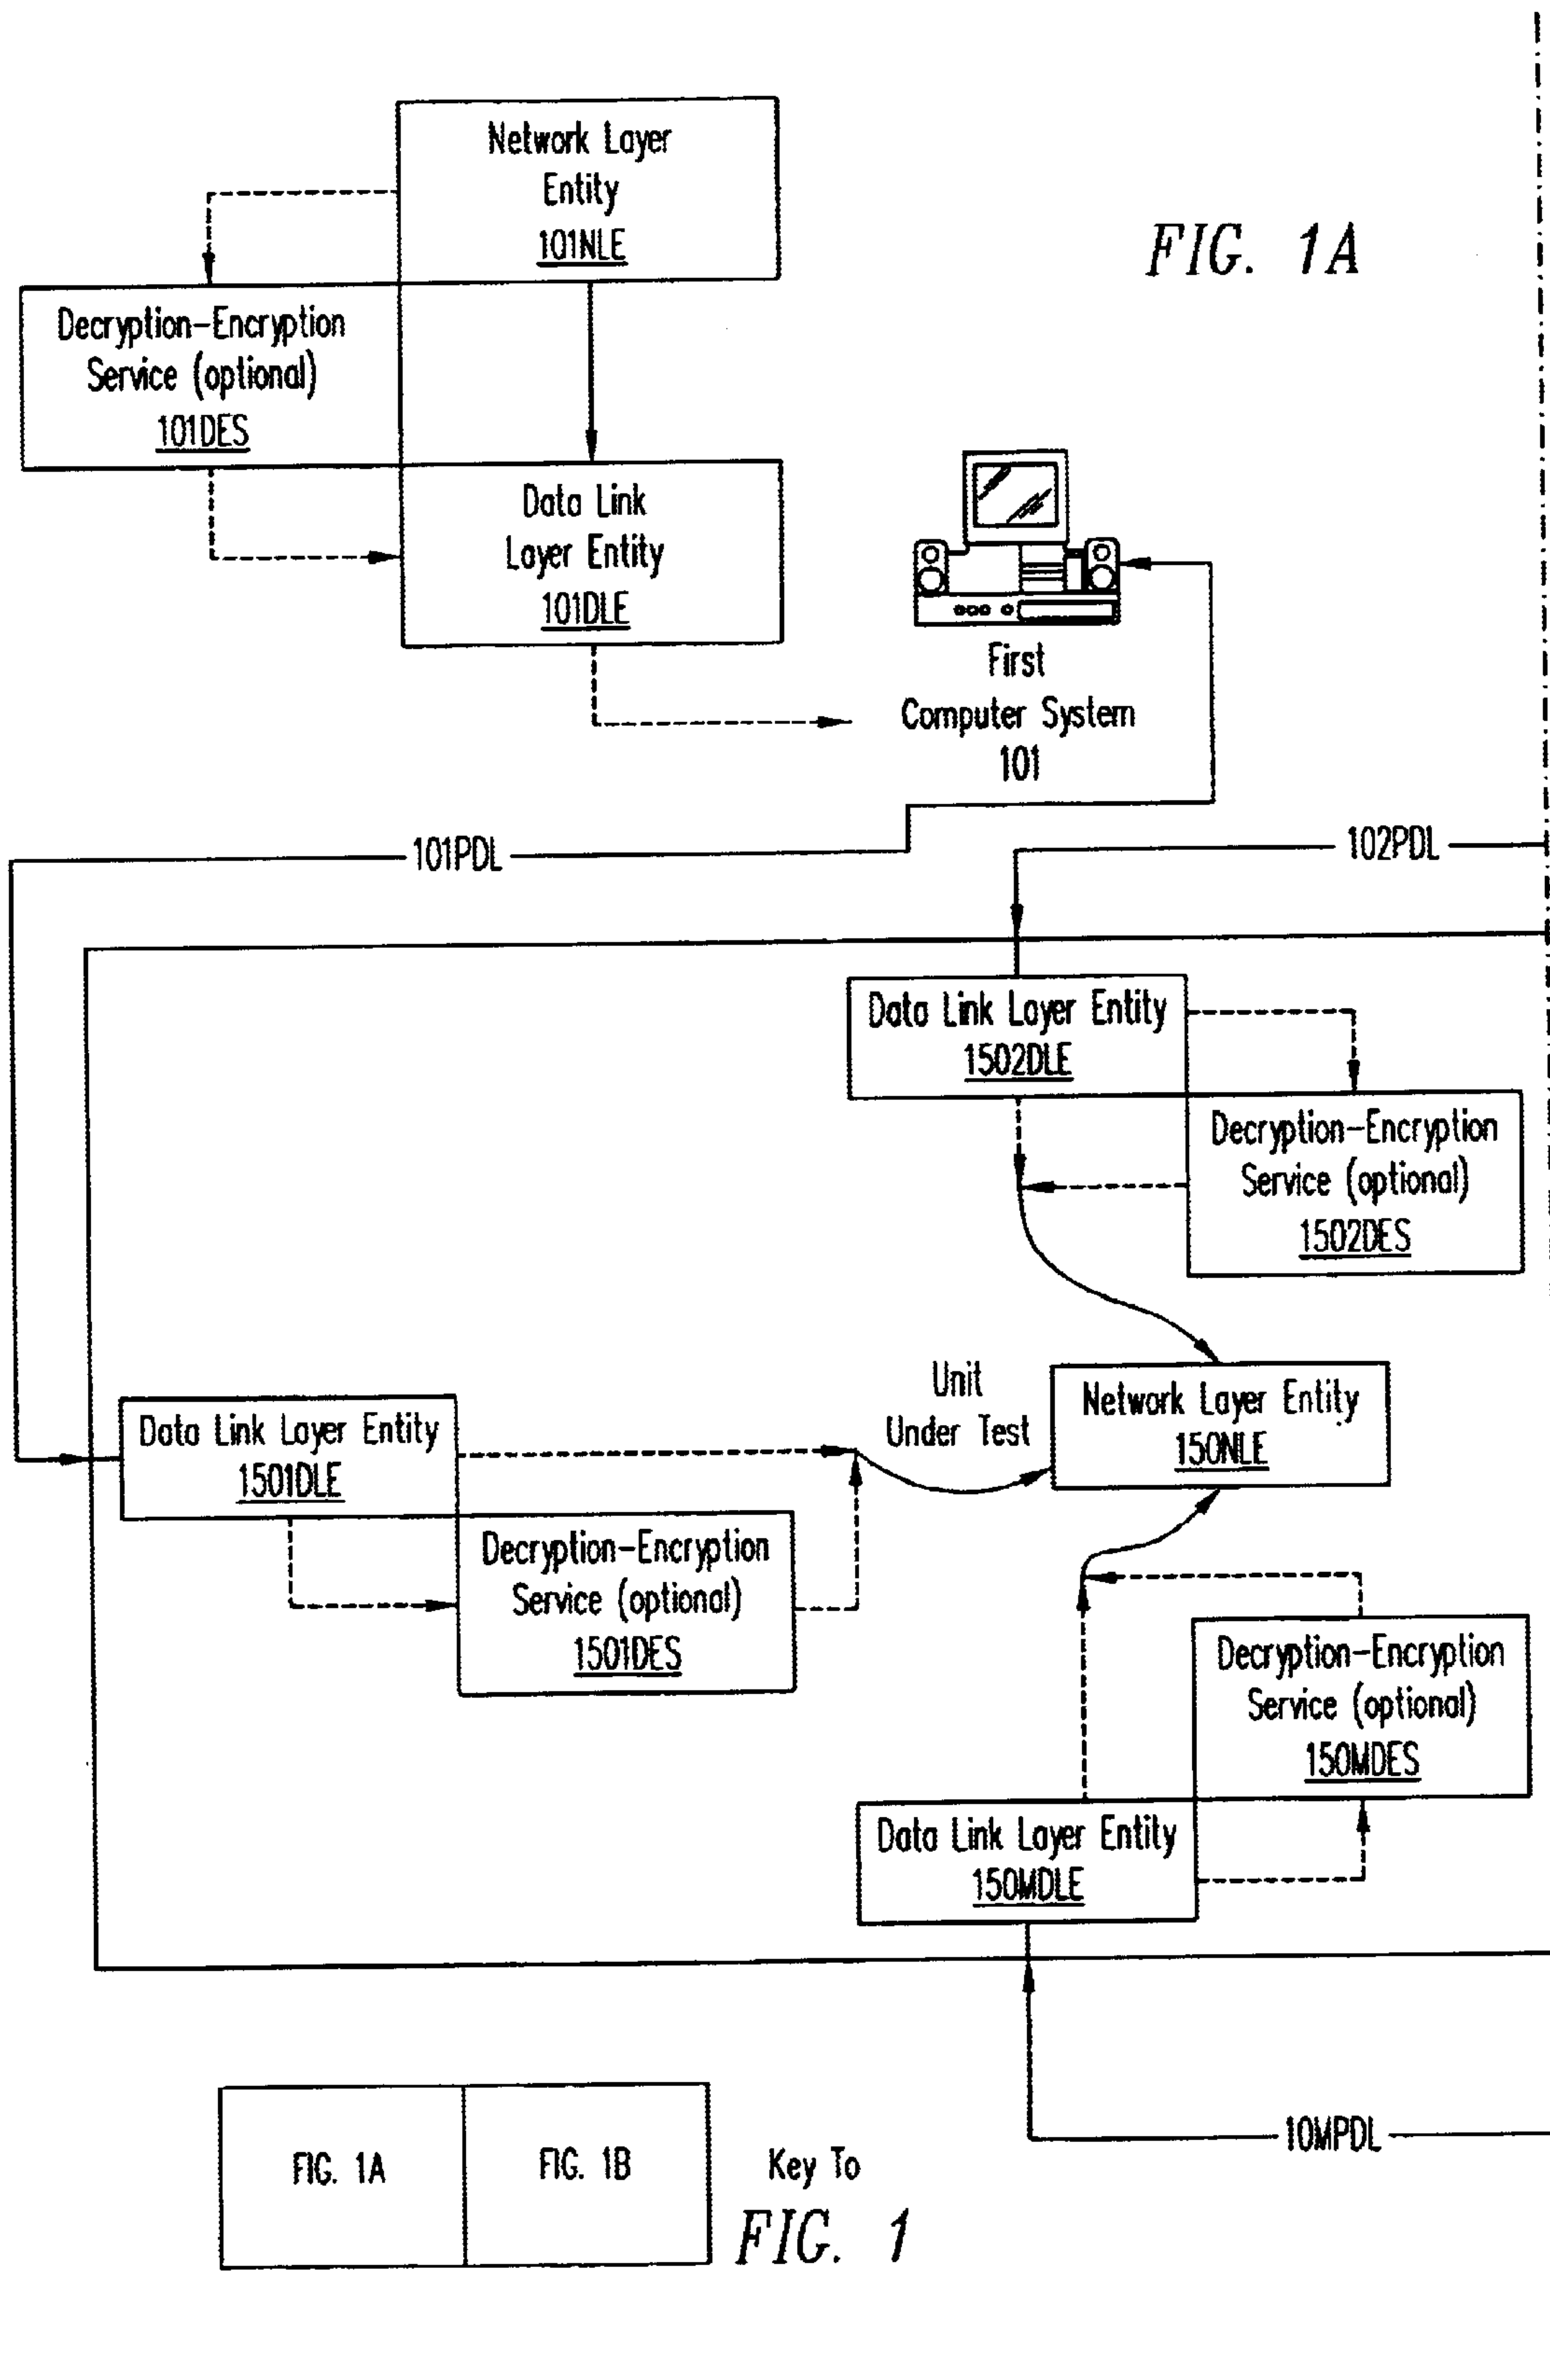 Network Layer
Entity
101NLE
FIG. 1A
Decryption-Encryption
Service (optional)
101DES
Data Link
Layer Entity
101DLE
First
Computer System
101
101PDL
102PDL
Data Link Layer Entity
1502DLE
Decryption-Encryption
Service (optional)
1502DES
Unit
Under Test
Network Layer Entity
150NLE
Data Link Layer Entity
1501DLE
Decryption-Encryption
Service (optional)
1501DES
Decryption-Encryption
Service (optional)
150MDES
Data Link Layer Entity
150MDLE
10MPDL
FIG. 1A
FIG. 1B
Key To
FIG. 1